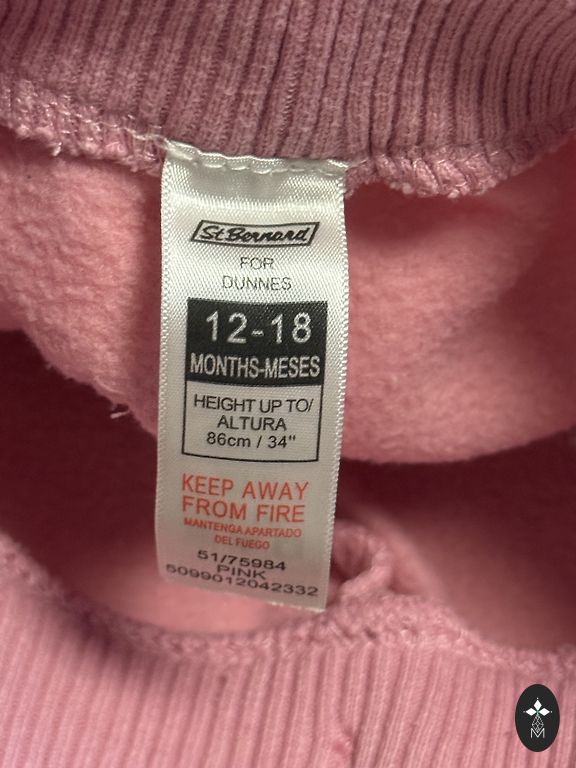 St Bernard
FOR
DUNNES
12-18
MONTHS-MESES
HEIGHT UP TO/
ALTURA
86cm / 34"
KEEP AWAY
FROM FIRE
MANTENGA APARTADO
DEL FUEGO
51/75984
PINK
5099012042332
M